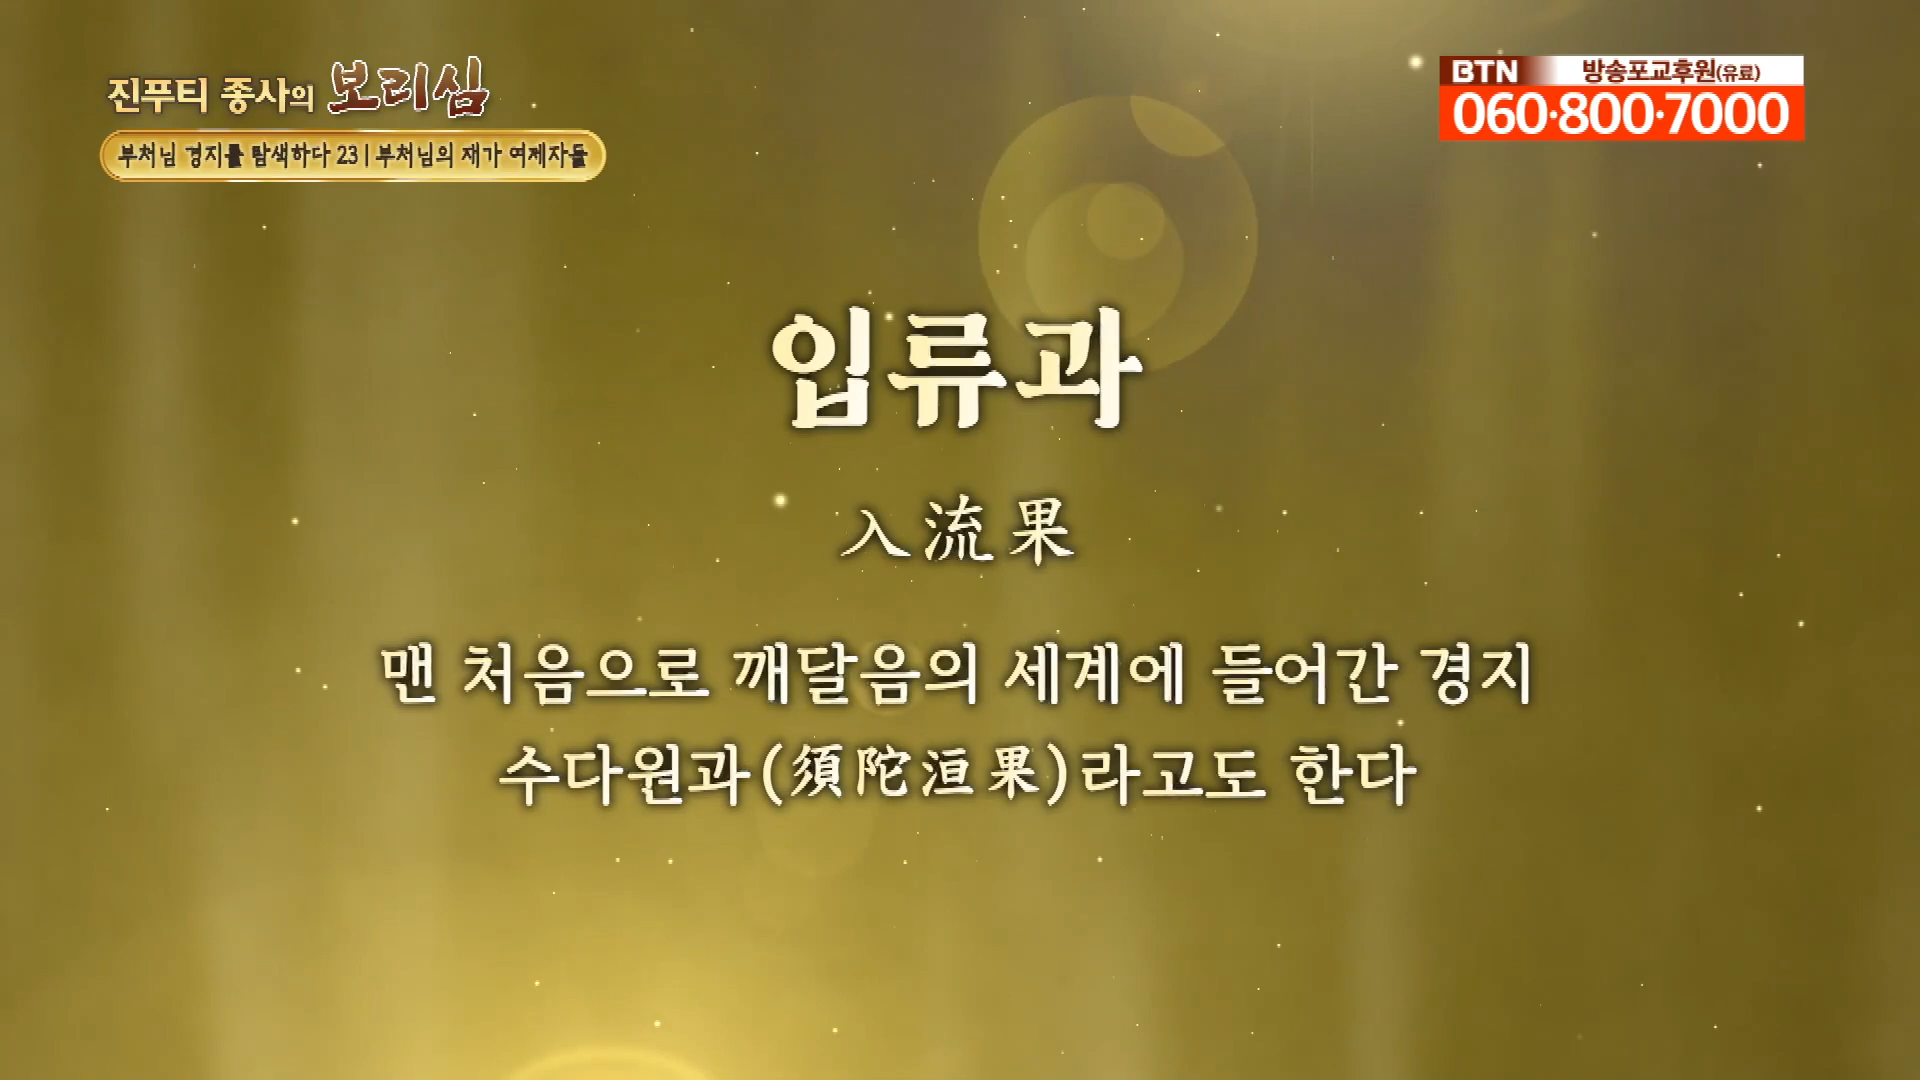 진푸티 종사의 보리심
부처님 경지를 탐색하다 23 | 부처님의 재가 여제자들
BTN 방송포교후원(유료)
060·800·7000
입류과
入流果
맨 처음으로 깨달음의 세계에 들어간 경지
수다원과(須陀洹果)라고도 한다